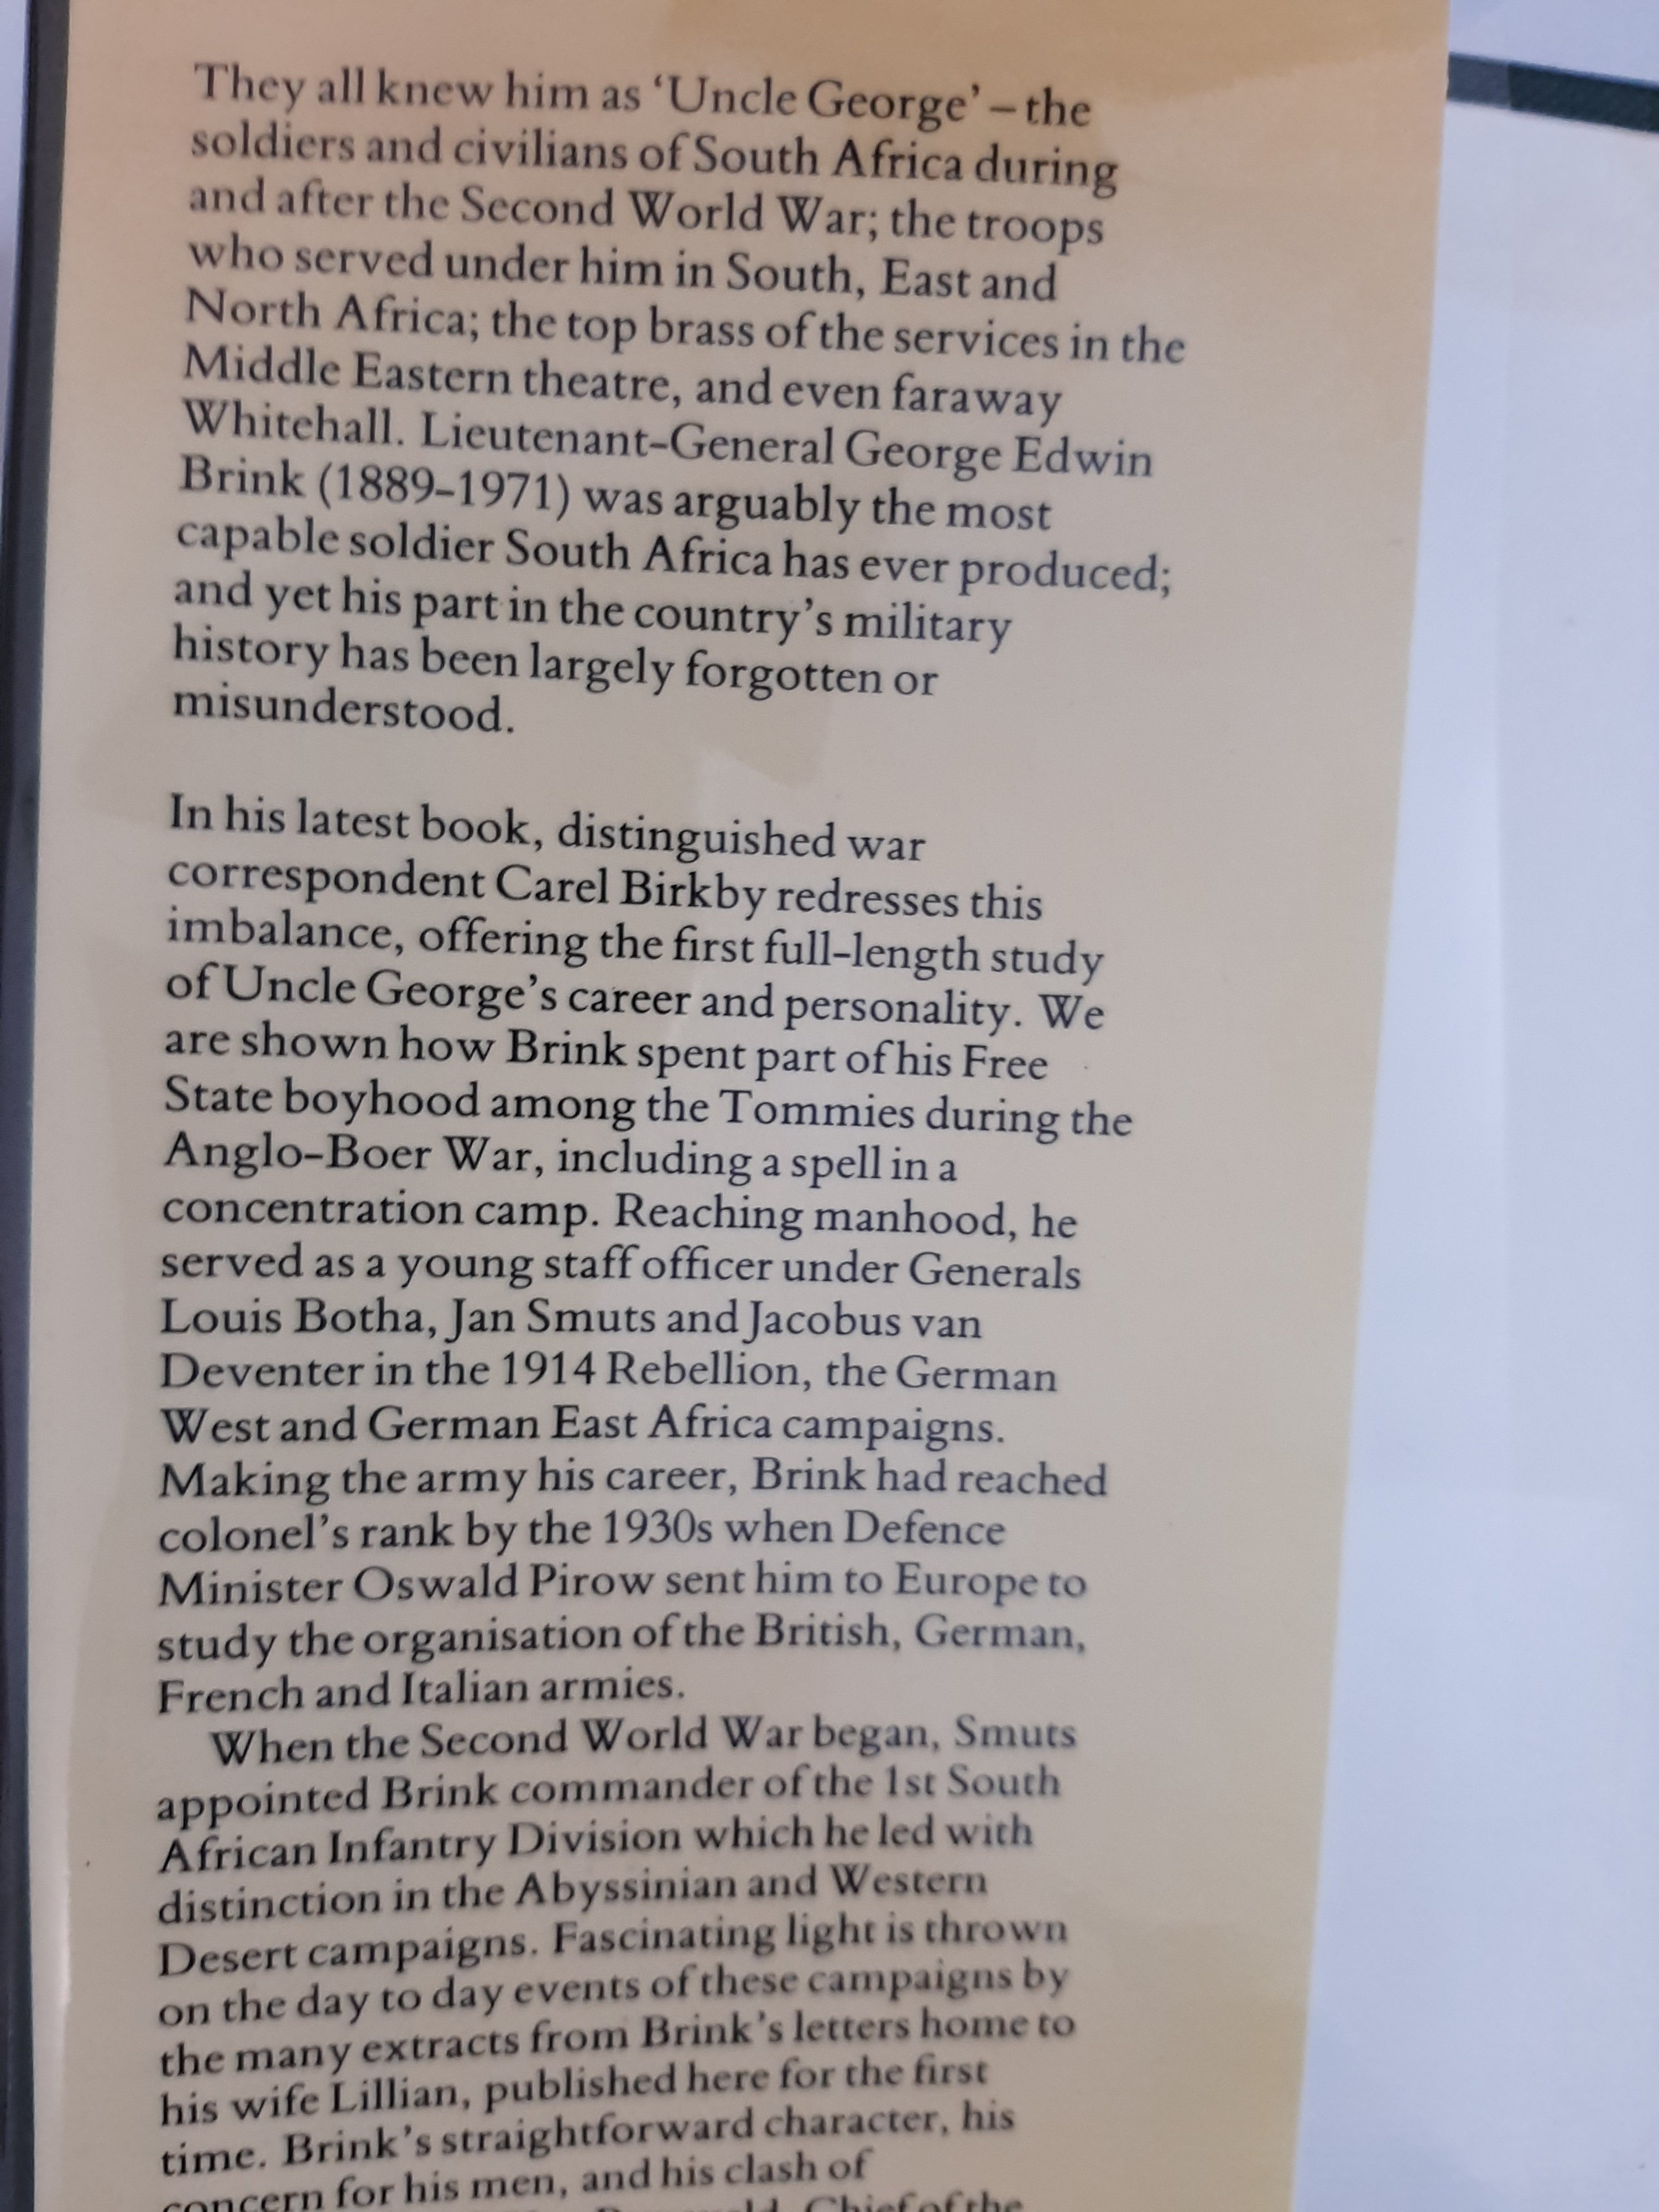 They all knew him as ‘Uncle George’ – the
soldiers and civilians of South Africa during
and after the Second World War; the troops
who served under him in South, East and
North Africa; the top brass of the services in the
Middle Eastern theatre, and even faraway
Whitehall. Lieutenant-General George Edwin
Brink (1889–1971) was arguably the most
capable soldier South Africa has ever produced;
and yet his part in the country’s military
history has been largely forgotten or
misunderstood.
In his latest book, distinguished war
correspondent Carel Birkby redresses this
imbalance, offering the first full-length study
of Uncle George’s career and personality. We
are shown how Brink spent part of his Free
State boyhood among the Tommies during the
Anglo-Boer War, including a spell in a
concentration camp. Reaching manhood, he
served as a young staff officer under Generals
Louis Botha, Jan Smuts and Jacobus van
Deventer in the 1914 Rebellion, the German
West and German East Africa campaigns.
Making the army his career, Brink had reached
colonel’s rank by the 1930s when Defence
Minister Oswald Pirow sent him to Europe to
study the organisation of the British, German,
French and Italian armies.
When the Second World War began, Smuts
appointed Brink commander of the 1st South
African Infantry Division which he led with
distinction in the Abyssinian and Western
Desert campaigns. Fascinating light is thrown
on the day to day events of these campaigns by
the many extracts from Brink’s letters home to
his wife Lillian, published here for the first
time. Brink’s straightforward character, his
concern for his men, and his clash of
Chief of the